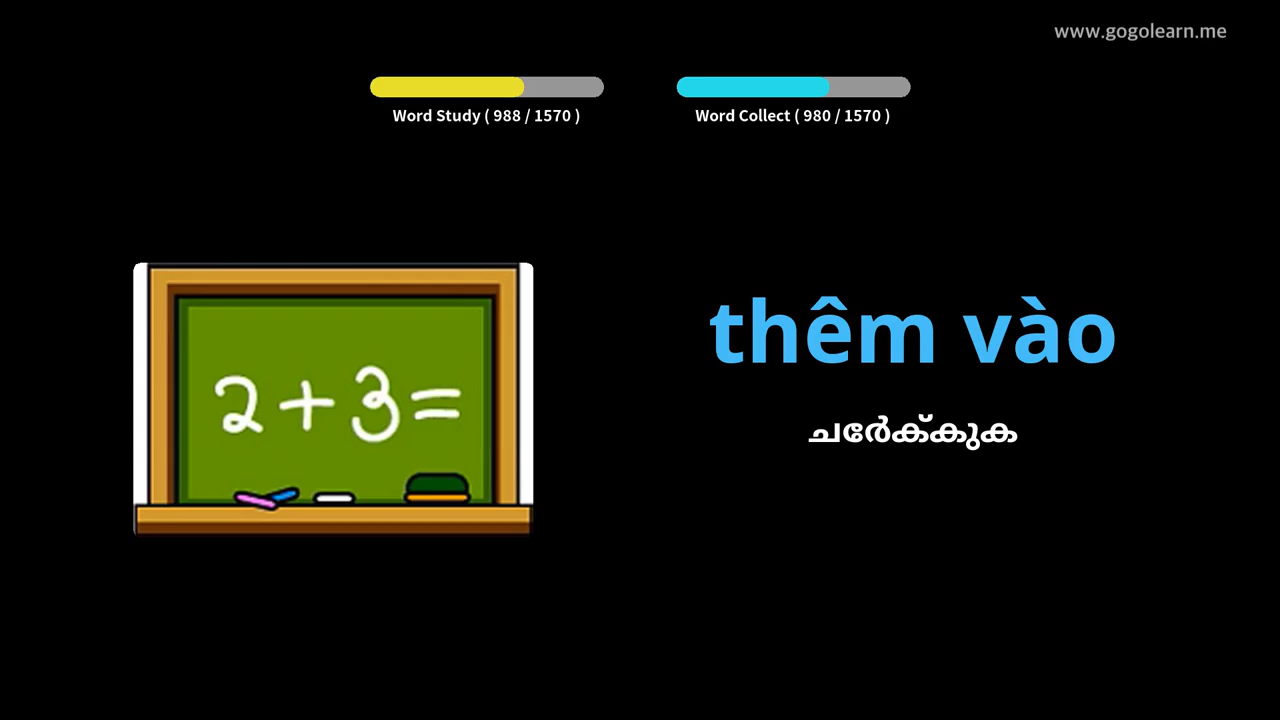 www.gogolearn.me
Word Study ( 988 / 1570 )
Word Collect ( 980 / 1570 )
2+3=
thêm vào
ചേർക്കുക